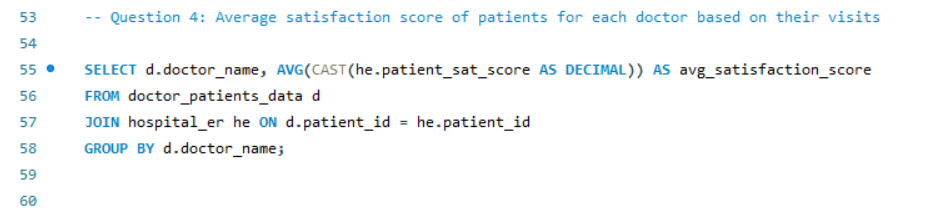 53 -- Question 4: Average satisfaction score of patients for each doctor based on their visits
54
55 SELECT d.doctor_name, AVG(CAST(he.patient_sat_score AS DECIMAL)) AS avg_satisfaction_score
56 FROM doctor_patients_data d
57 JOIN hospital_er he ON d.patient_id = he.patient_id
58 GROUP BY d.doctor_name;
59
60